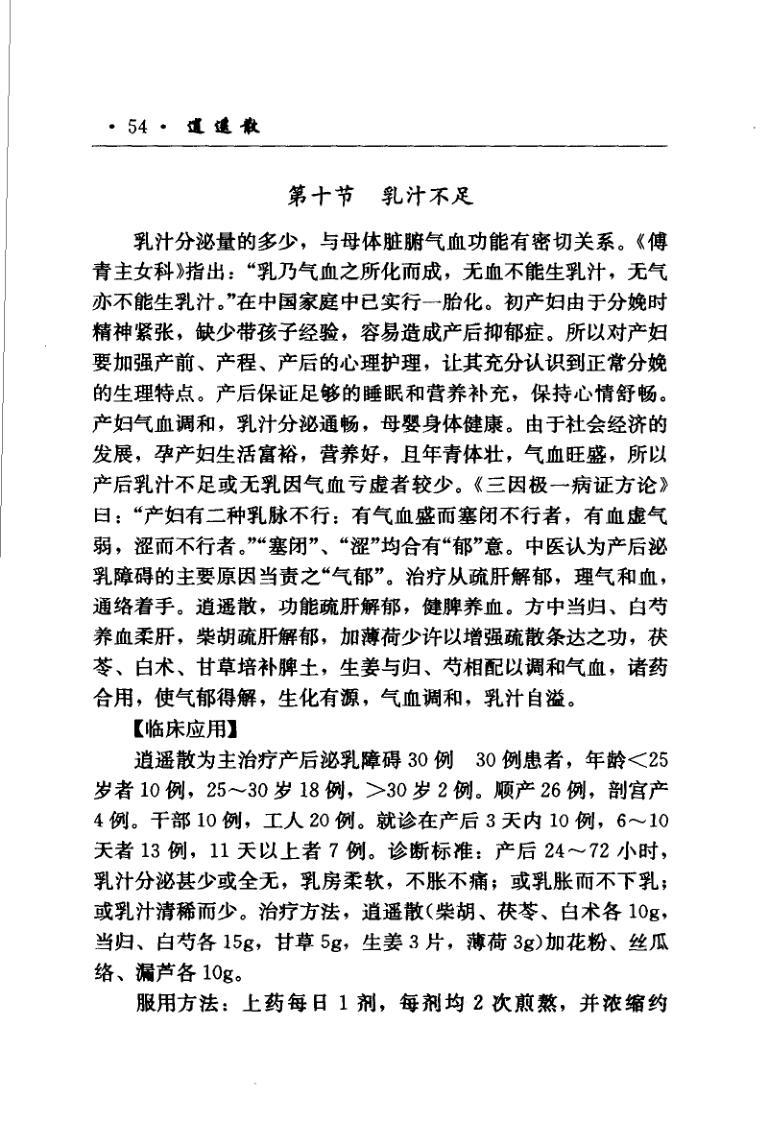 · 54 · 逍遥散
第十节 乳汁不足
乳汁分泌量的多少，与母体脏腑气血功能有密切关系。《傅
青主女科》指出：“乳乃气血之所化而成，无血不能生乳汁，无气
亦不能生乳汁。”在中国家庭中已实行一胎化。初产妇由于分娩时
精神紧张，缺少带孩子经验，容易造成产后抑郁症。所以对产妇
要加强产前、产程、产后的心理护理，让其充分认识到正常分娩
的生理特点。产后保证足够的睡眠和营养补充，保持心情舒畅。
产妇气血调和，乳汁分泌通畅，母婴身体健康。由于社会经济的
发展，孕产妇生活富裕，营养好，且年青体壮，气血旺盛，所以
产后乳汁不足或无乳因气血亏虚者较少。《三因极一病证方论》
曰：“产妇有二种乳脉不行：有气血盛而塞闭不行者，有血虚气
弱，涩而不行者。”“塞闭”、“涩”均合有“郁”意。中医认为产后泌
乳障碍的主要原因当责之“气郁”。治疗从疏肝解郁，理气和血，
通络着手。逍遥散，功能疏肝解郁，健脾养血。方中当归、白芍
养血柔肝，柴胡疏肝解郁，加薄荷少许以增强疏散条达之功，茯
苓、白术、甘草培补脾土，生姜与归、芍相配以调和气血，诸药
合用，使气郁得解，生化有源，气血调和，乳汁自溢。
【临床应用】
逍遥散为主治疗产后泌乳障碍 30 例 30 例患者，年龄＜25
岁者 10 例，25～30 岁 18 例，＞30 岁 2 例。顺产 26 例，剖宫产
4 例。干部 10 例，工人 20 例。就诊在产后 3 天内 10 例，6～10
天者 13 例，11 天以上者 7 例。诊断标准：产后 24～72 小时，
乳汁分泌甚少或全无，乳房柔软，不胀不痛；或乳胀而不下乳；
或乳汁清稀而少。治疗方法，逍遥散(柴胡、茯苓、白术各 10g，
当归、白芍各 15g，甘草 5g，生姜 3 片，薄荷 3g)加花粉、丝瓜
络、漏芦各 10g。
服用方法：上药每日 1 剂，每剂均 2 次煎熬，并浓缩约